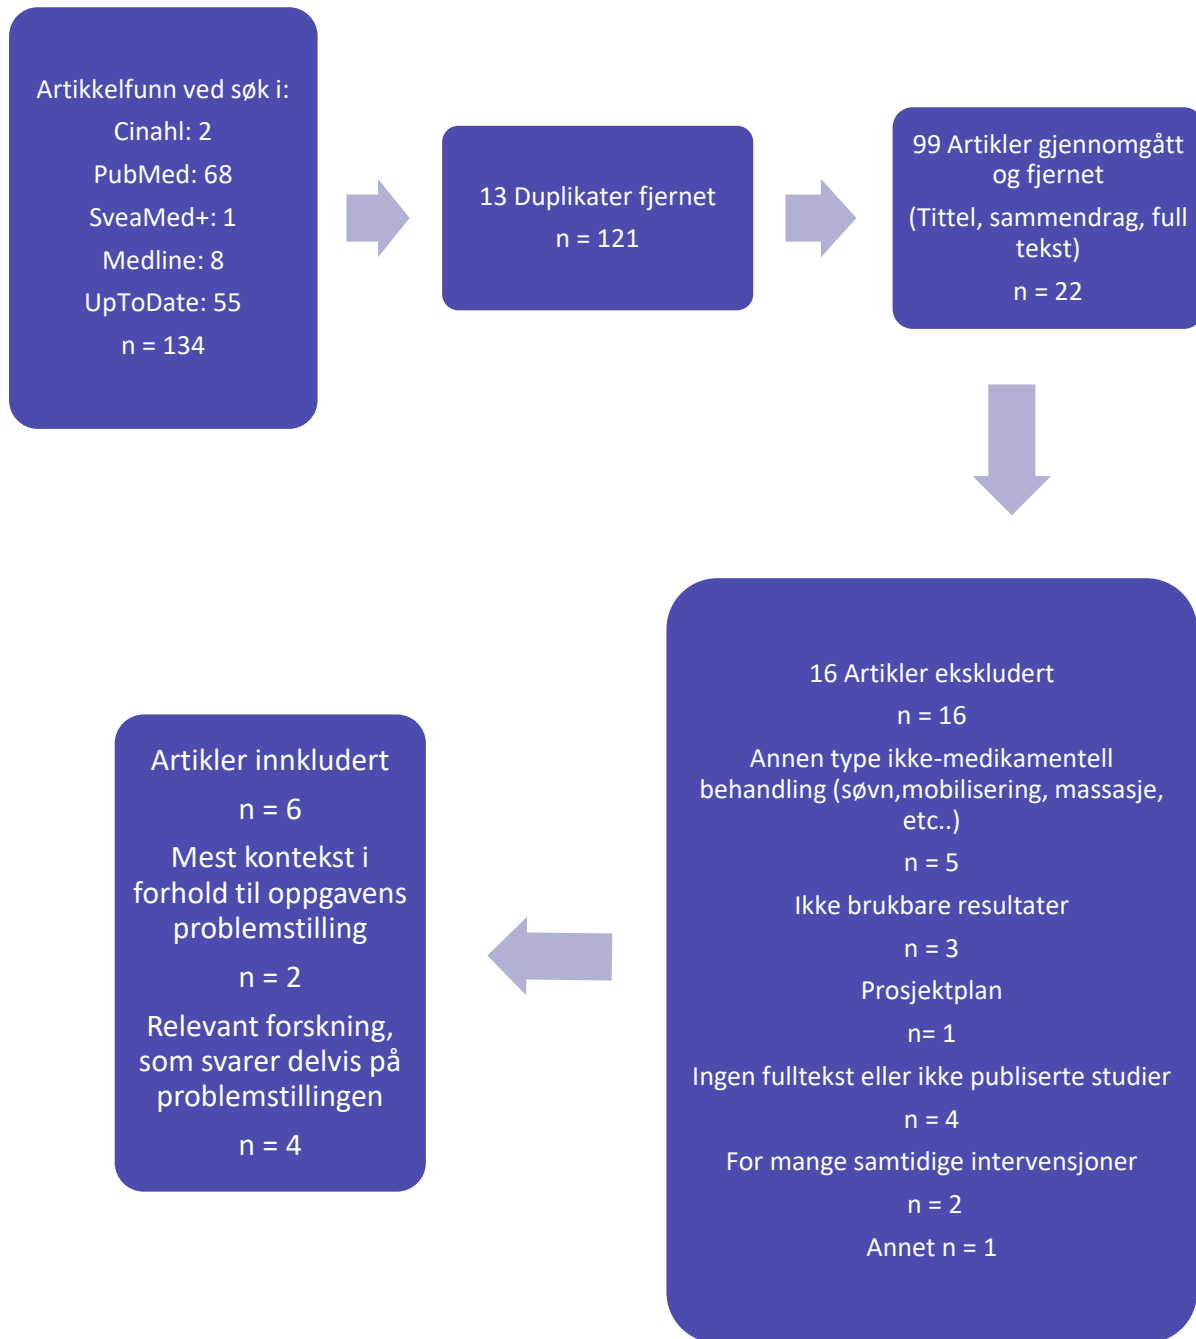 Artikkelfunn ved søk i:
Cinahl: 2
PubMed: 68
SveaMed+: 1
Medline: 8
UpToDate: 55
n = 134
13 Duplikater fjernet
n = 121
99 Artikler gjennomgått
og fjernet
(Tittel, sammendrag, full
tekst)
n = 22
16 Artikler ekskludert
n = 16
Annen type ikke-medikamentell
behandling (søvn,mobilisering, massasje,
etc..)
n = 5
Ikke brukbare resultater
n = 3
Prosjektplan
n= 1
Ingen fulltekst eller ikke publiserte studier
n = 4
For mange samtidige intervensjoner
n = 2
Annet n = 1
Artikler innkludert
n = 6
Mest kontekst i
forhold til oppgavens
problemstilling
n = 2
Relevant forskning,
som svarer delvis på
problemstillingen
n = 4